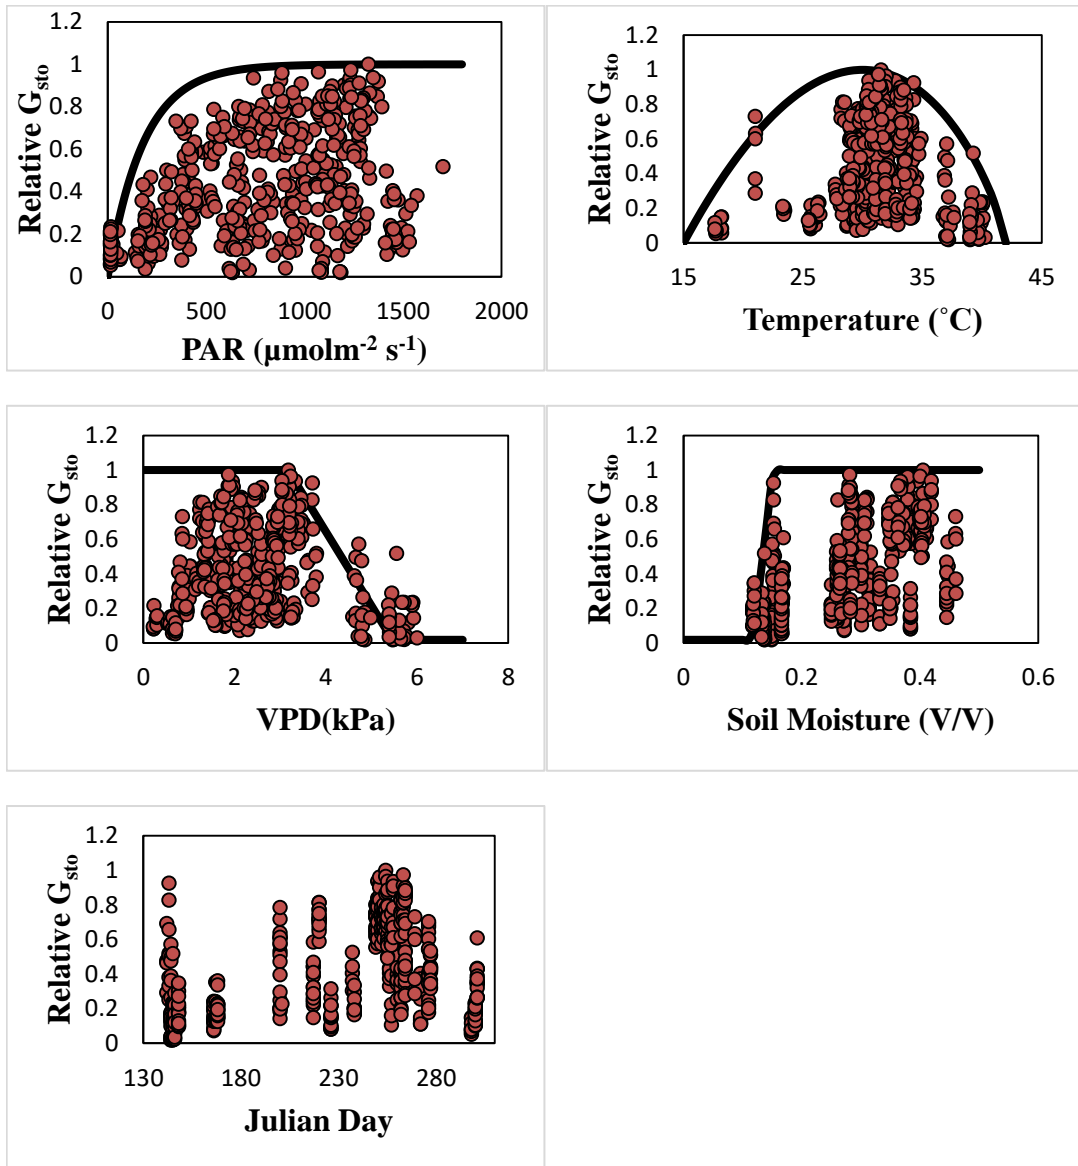 Relative Gsto
1.2
1
0.8
0.6
0.4
0.2
0
0 500 1000 1500 2000
PAR (µmolm-2 s-1)
Relative Gsto
1.2
1
0.8
0.6
0.4
0.2
0
15 25 35 45
Temperature (˚C)
Relative Gsto
1.2
1
0.8
0.6
0.4
0.2
0
0 2 4 6 8
VPD(kPa)
Relative Gsto
1.2
1
0.8
0.6
0.4
0.2
0
0 0.2 0.4 0.6
Soil Moisture (V/V)
Relative Gsto
1.2
1
0.8
0.6
0.4
0.2
0
130 180 230 280
Julian Day